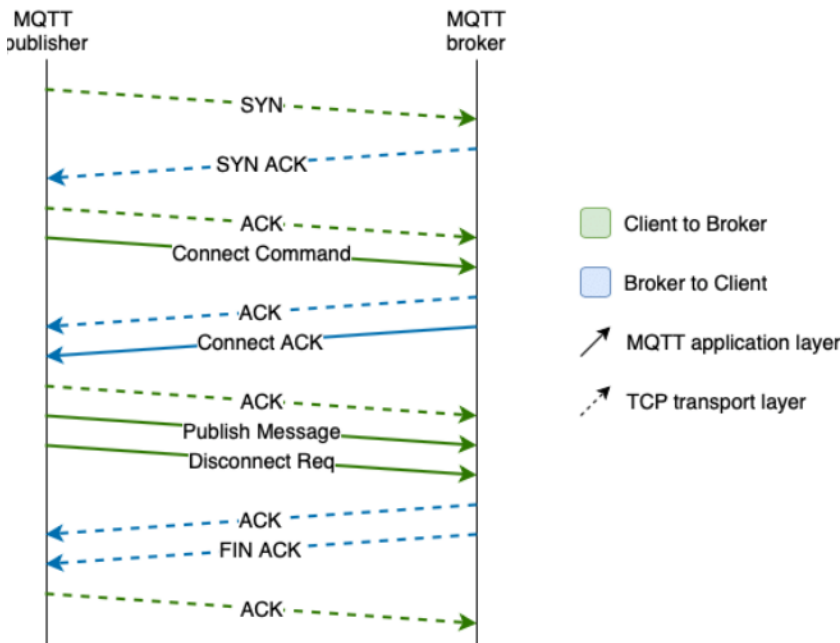 MQTT
publisher
MQTT
broker
SYN
SYN ACK
ACK
Connect Command
ACK
Connect ACK
ACK
Publish Message
Disconnect Req
ACK
FIN ACK
ACK
Client to Broker
Broker to Client
MQTT application layer
TCP transport layer